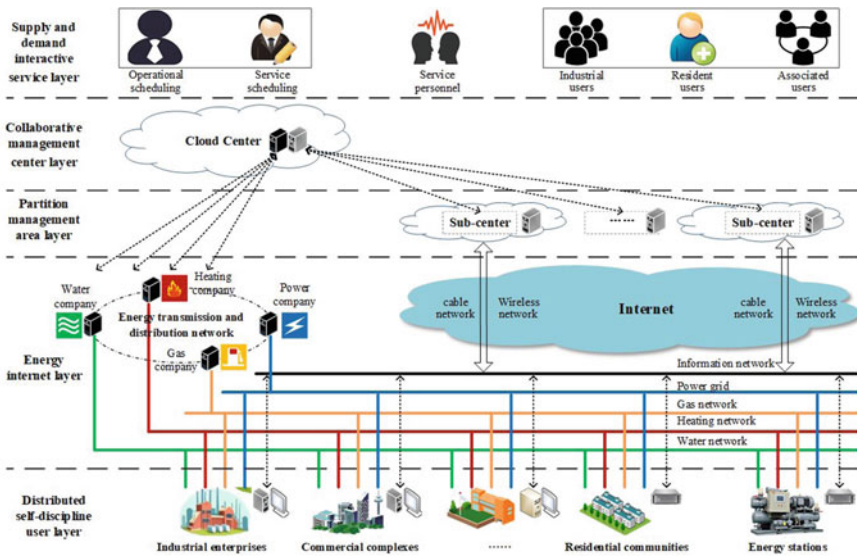 Supply and
demand
interactive
service layer
Operational
scheduling
Service
scheduling
Service
personnel
Industrial
users
Resident
users
Associated
users
Collaborative
management
center layer
Cloud Center
Partition
management
area layer
Sub-center
......
Sub-center
Water
company
Heating
company
Power
company
Energy transmission and
distribution network
Gas
company
cable
network
Wireless
network
Internet
cable
network
Wireless
network
Energy
internet layer
Information network
Power grid
Gas network
Heating network
Water network
Distributed
self-discipline
user layer
Industrial enterprises
Commercial complexes
......
Residential communities
Energy stations